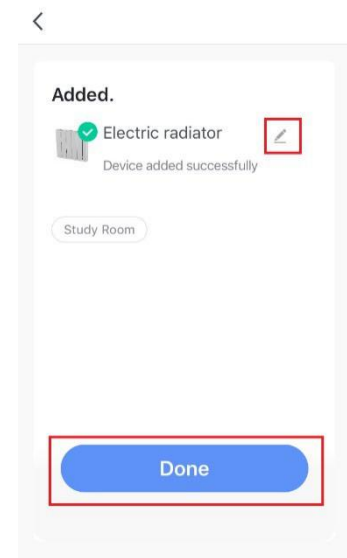 Added.
Electric radiator
Device added successfully
Study Room
Done